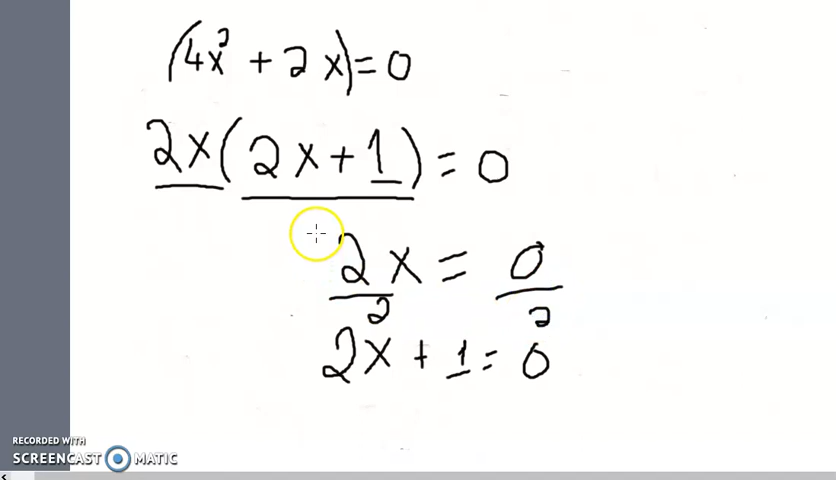 (4x² + 2x) = 0
2x(2x + 1) = 0
2x = 0
2 2
2x + 1 = 0
RECORDED WITH
SCREENCAST MATIC